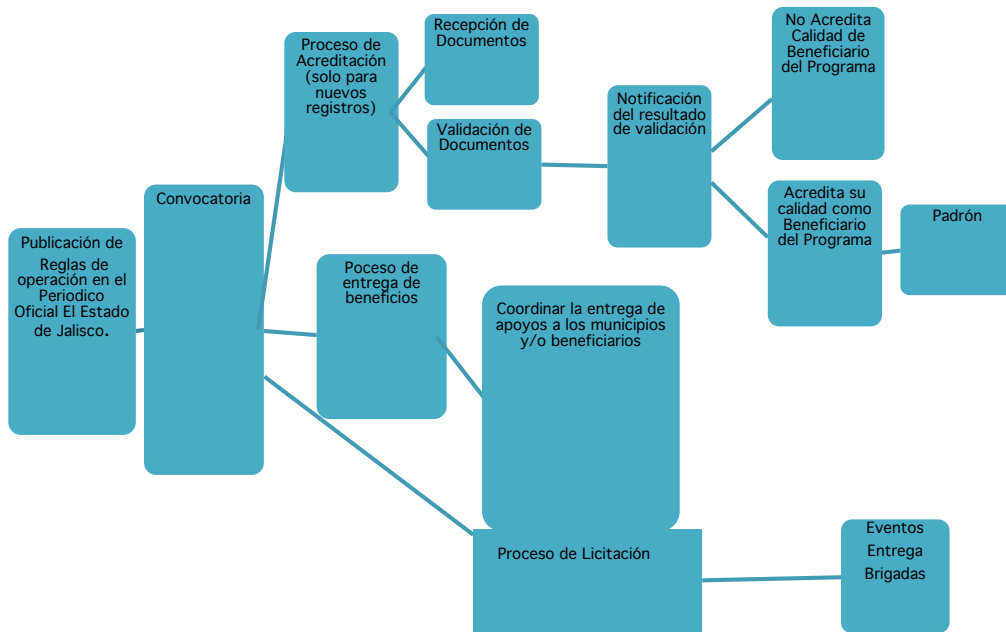 Publicación de
Reglas de
operación en el
Periodico
Oficial El Estado
de Jalisco.
Convocatoria
Proceso de
Acreditación
(solo para
nuevos
registros)
Recepción de
Documentos
Validación de
Documentos
Notificación
del resultado
de validación
No Acredita
Calidad de
Beneficiario
del Programa
Acredita su
calidad como
Beneficiario
del Programa
Padrón
Poceso de
entrega de
beneficios
Coordinar la entrega de
apoyos a los municipios
y/o beneficiarios
Proceso de Licitación
Eventos
Entrega
Brigadas